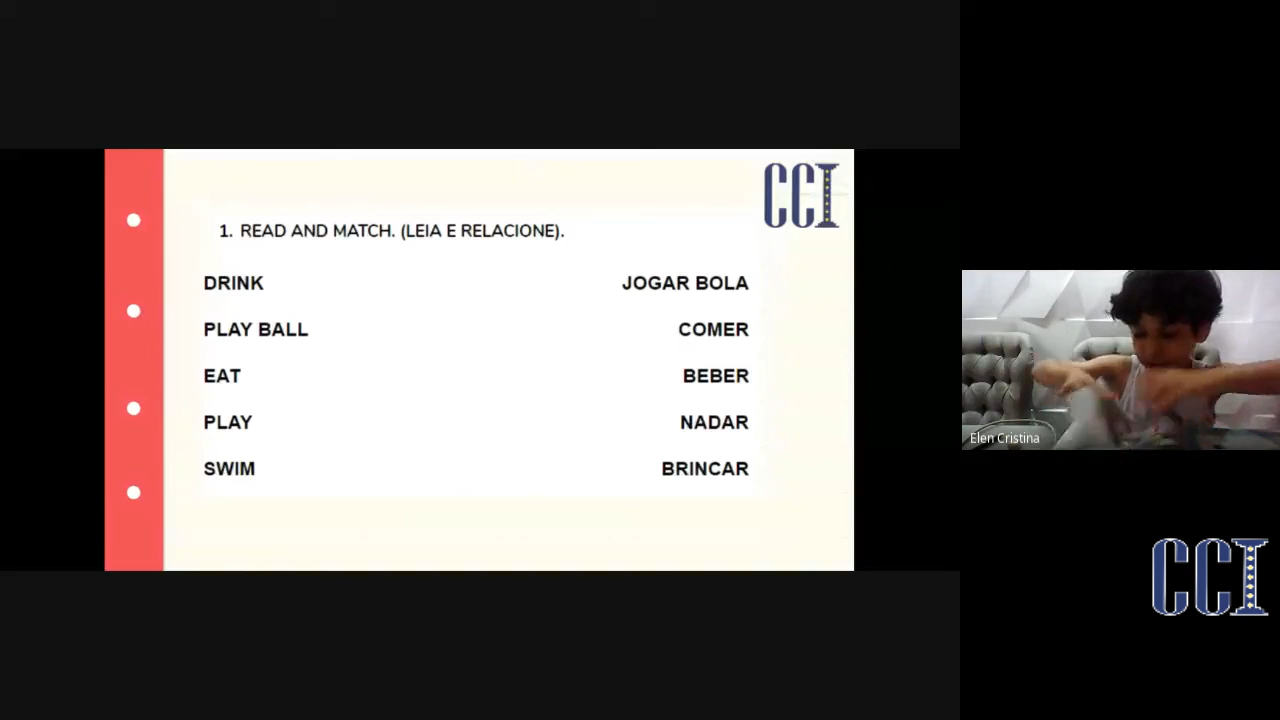 CCI
1. READ AND MATCH. (LEIA E RELACIONE).
DRINK JOGAR BOLA
PLAY BALL COMER
EAT BEBER
PLAY NADAR
SWIM BRINCAR
Elen Cristina
CCI